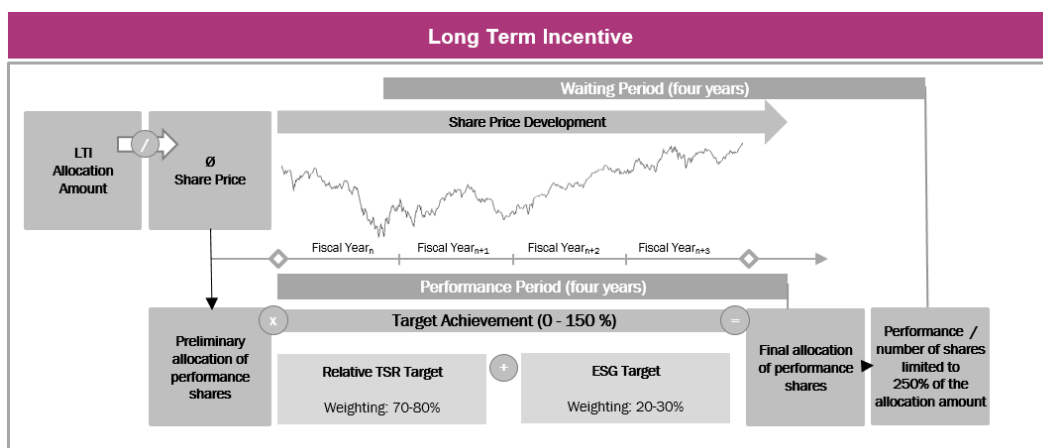 Long Term Incentive
Waiting Period (four years)
Share Price Development
LTI
Allocation
Amount
/
Ø
Share Price
Fiscal Yearn
Fiscal Yearn+1
Fiscal Yearn+2
Fiscal Yearn+3
Performance Period (four years)
Preliminary
allocation of
performance
shares
x
Target Achievement (0 - 150 %)
=
Relative TSR Target
Weighting: 70-80%
+
ESG Target
Weighting: 20-30%
Final allocation
of performance
shares
Performance /
number of shares
limited to
250% of the
allocation amount